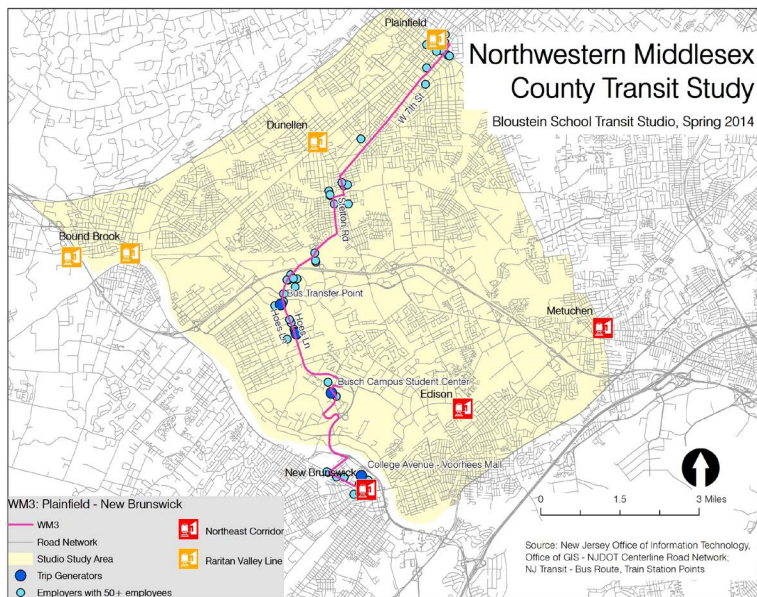 Northwestern Middlesex
County Transit Study
Bloustein School Transit Studio, Spring 2014
Plainfield
W 7th St
Dunellen
Stelton Rd
Bound Brook
Bus Transfer Point
Hoes Ln
Hoes Ln
Metuchen
Busch Campus Student Center
Edison
College Avenue - Voorhees Mall
New Brunswick
0 1.5 3 Miles
WM3: Plainfield - New Brunswick
WM3
Road Network
Studio Study Area
Trip Generators
Employers with 50+ employees
Northeast Corridor
Raritan Valley Line
Source: New Jersey Office of Information Technology,
Office of GIS - NJDOT Centerline Road Network;
NJ Transit - Bus Route, Train Station Points